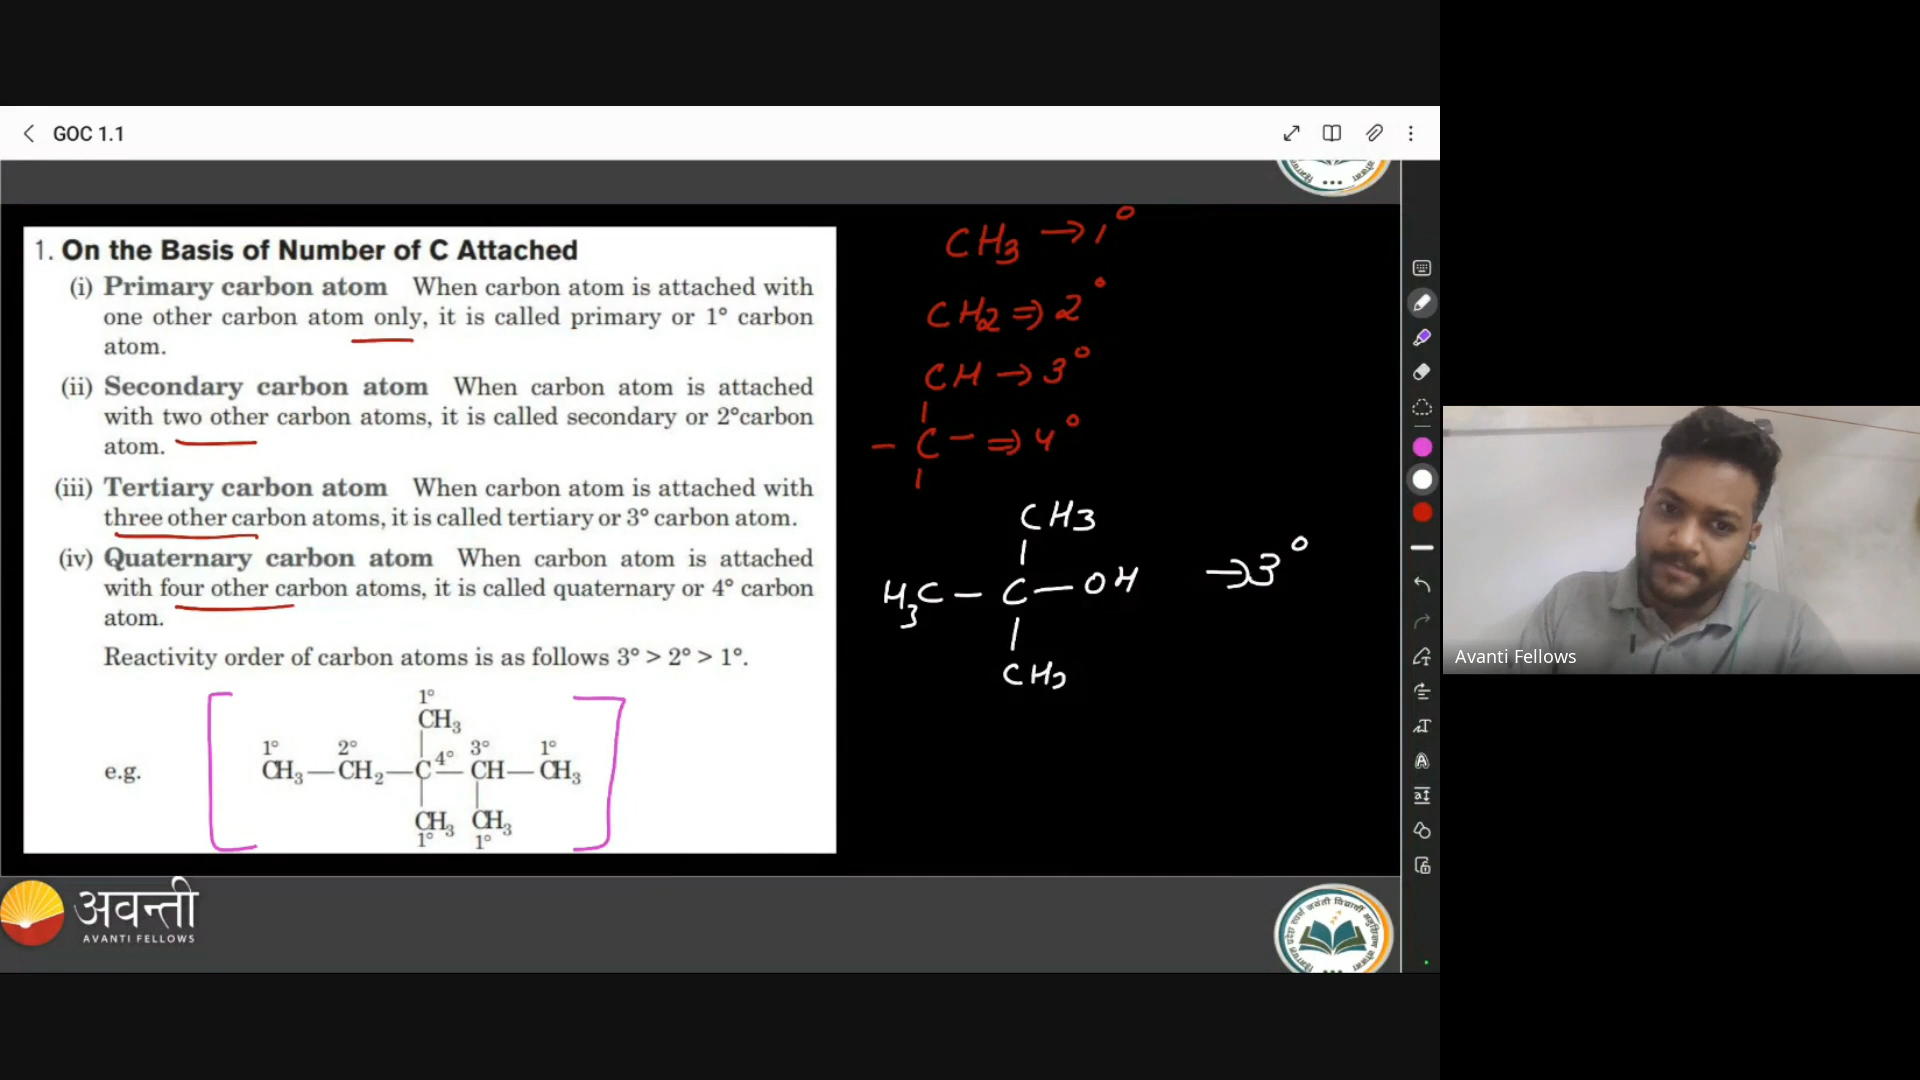 GOC 1.1
1. On the Basis of Number of C Attached
(i) Primary carbon atom When carbon atom is attached with
one other carbon atom only, it is called primary or 1° carbon
atom.
(ii) Secondary carbon atom When carbon atom is attached
with two other carbon atoms, it is called secondary or 2°carbon
atom.
(iii) Tertiary carbon atom When carbon atom is attached with
three other carbon atoms, it is called tertiary or 3° carbon atom.
(iv) Quaternary carbon atom When carbon atom is attached
with four other carbon atoms, it is called quaternary or 4° carbon
atom.
Reactivity order of carbon atoms is as follows 3° > 2° > 1°.
1°
CH₃
1° 2° 4° 3° 1°
e.g. CH₃—CH₂—C—CH—CH₃
CH₃ CH₃
1° 1°
CH3 → 1°
CH2 ⇒ 2°
CH → 3°
– C – ⇒ 4°
CH3
H3C – C – OH → 3°
CH2
Avanti Fellows
अवन्ती
AVANTI FELLOWS